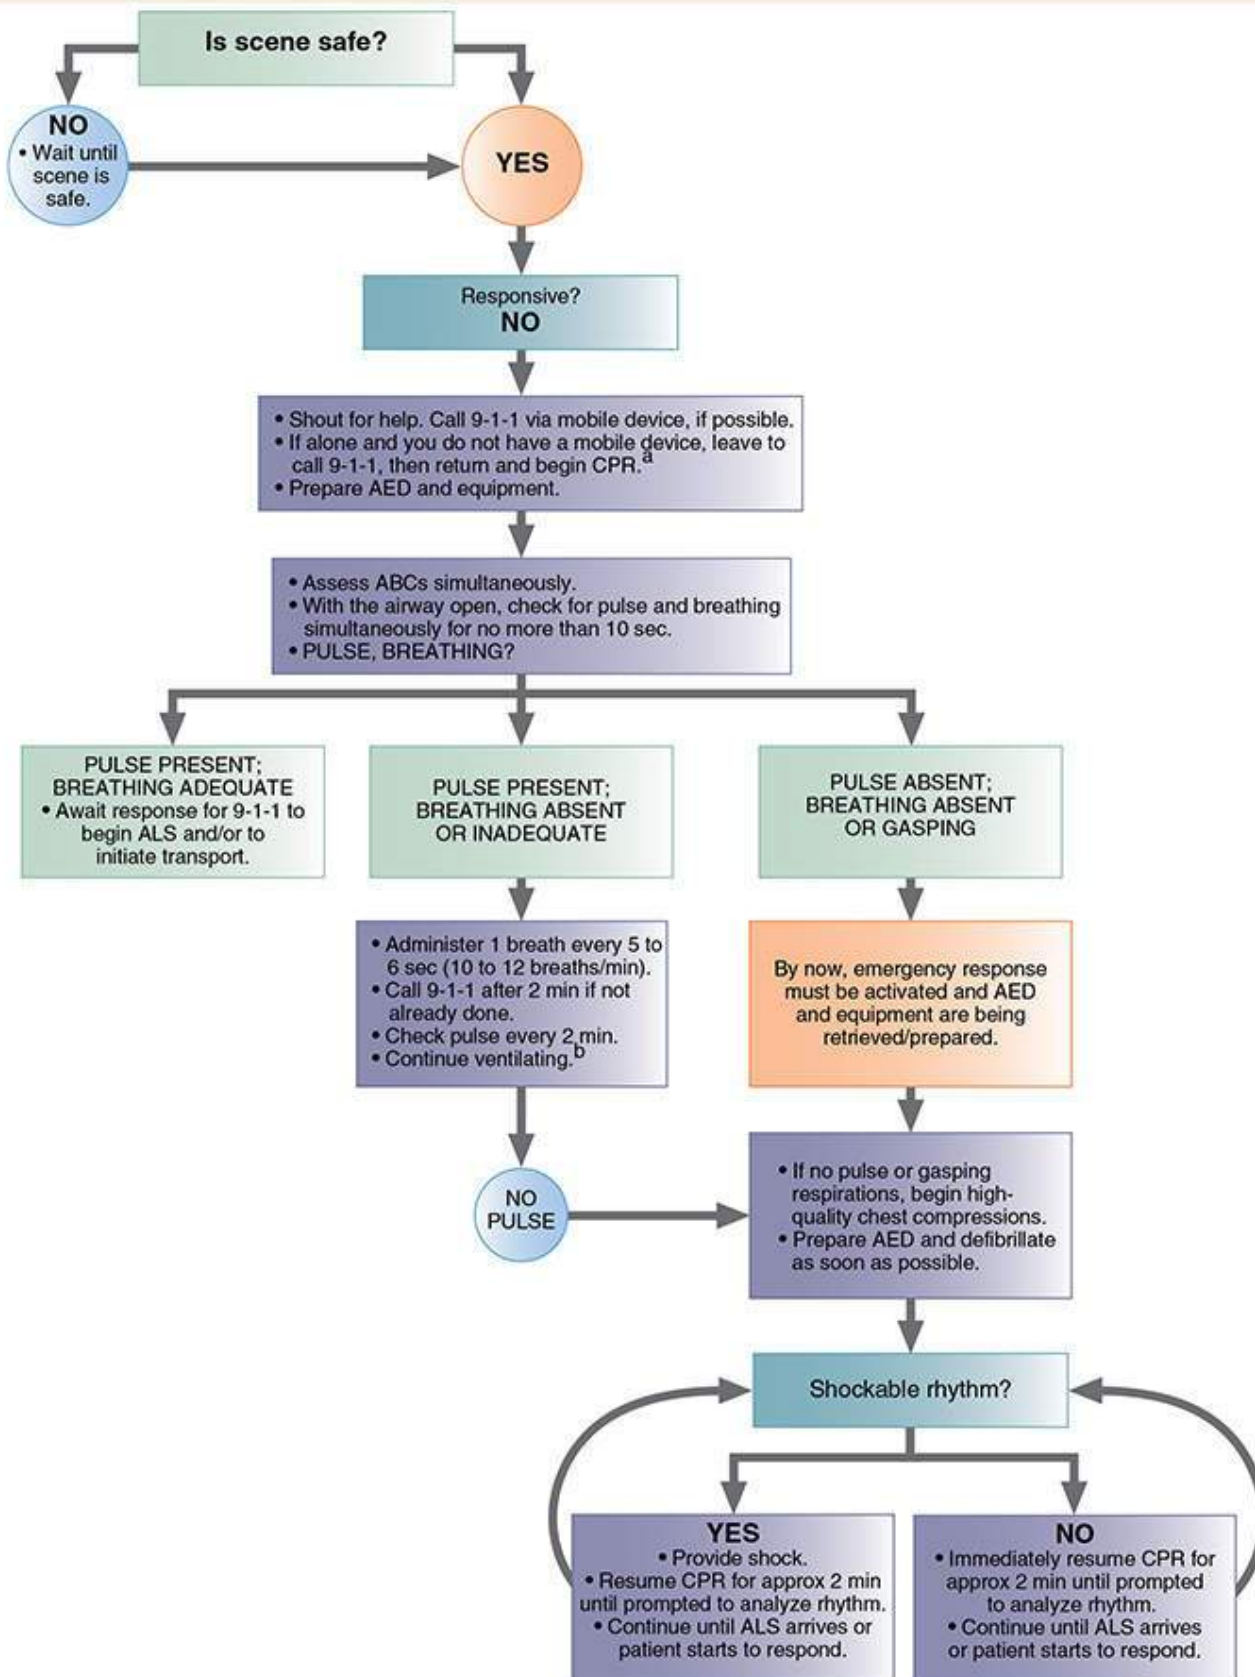 Is scene safe?
NO
• Wait until
scene is
safe.
YES
Responsive?
NO
• Shout for help. Call 9-1-1 via mobile device, if possible.
• If alone and you do not have a mobile device, leave to
call 9-1-1, then return and begin CPR.a
• Prepare AED and equipment.
• Assess ABCs simultaneously.
• With the airway open, check for pulse and breathing
simultaneously for no more than 10 sec.
• PULSE, BREATHING?
PULSE PRESENT;
BREATHING ADEQUATE
• Await response for 9-1-1 to
begin ALS and/or to
initiate transport.
PULSE PRESENT;
BREATHING ABSENT
OR INADEQUATE
PULSE ABSENT;
BREATHING ABSENT
OR GASPING
• Administer 1 breath every 5 to
6 sec (10 to 12 breaths/min).
• Call 9-1-1 after 2 min if not
already done.
• Check pulse every 2 min.
• Continue ventilating.b
By now, emergency response
must be activated and AED
and equipment are being
retrieved/prepared.
NO
PULSE
• If no pulse or gasping
respirations, begin high-
quality chest compressions.
• Prepare AED and defibrillate
as soon as possible.
Shockable rhythm?
YES
• Provide shock.
• Resume CPR for approx 2 min
until prompted to analyze rhythm.
• Continue until ALS arrives or
patient starts to respond.
NO
• Immediately resume CPR for
approx 2 min until prompted
to analyze rhythm.
• Continue until ALS arrives
or patient starts to respond.